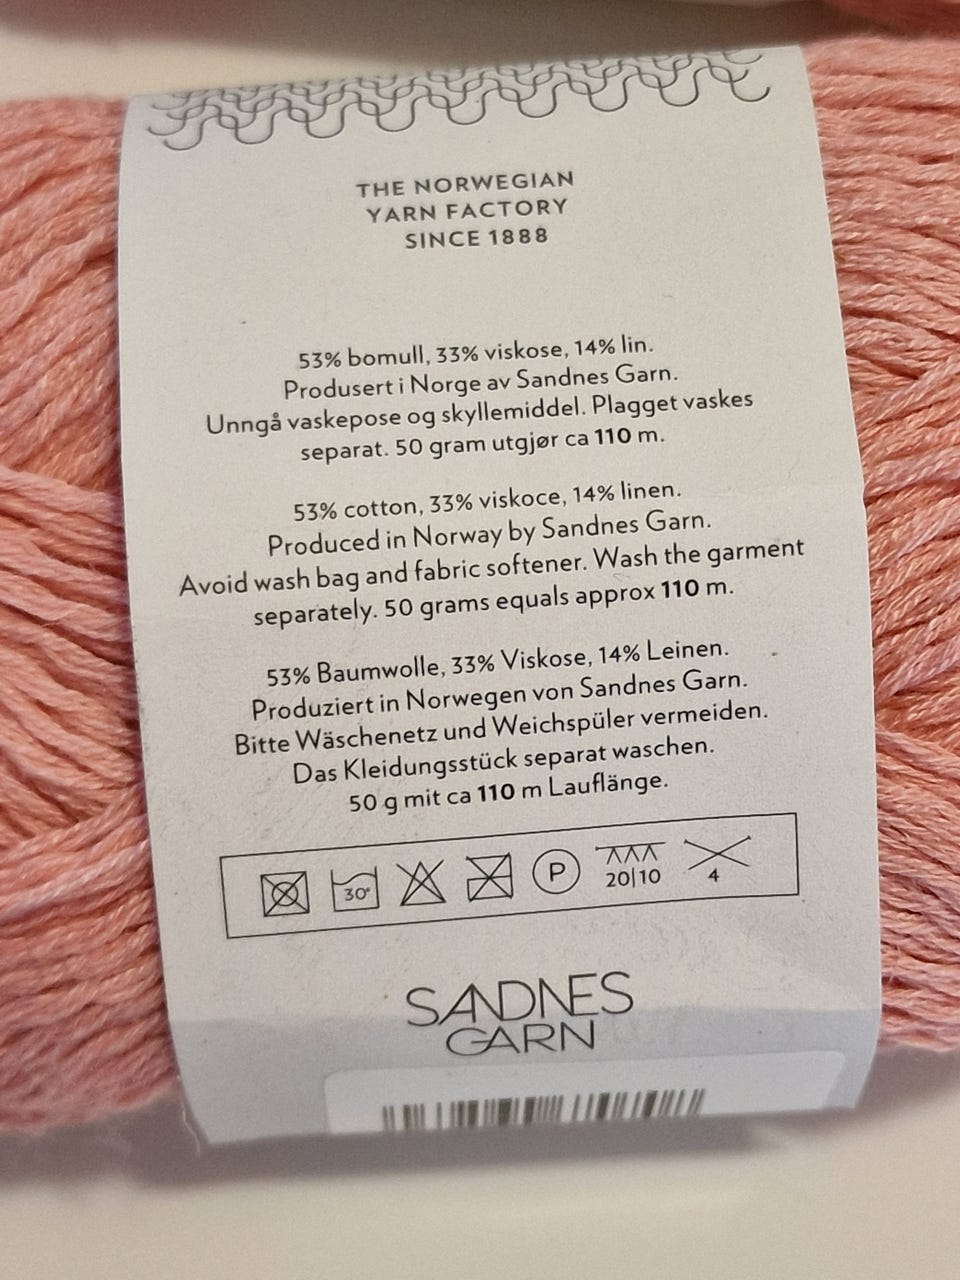 THE NORWEGIAN
YARN FACTORY
SINCE 1888
53% bomull, 33% viskose, 14% lin.
Produsert i Norge av Sandnes Garn.
Unngå vaskepose og skyllemiddel. Plagget vaskes
separat. 50 gram utgjør ca 110 m.
53% cotton, 33% viskoce, 14% linen.
Produced in Norway by Sandnes Garn.
Avoid wash bag and fabric softener. Wash the garment
separately. 50 grams equals approx 110 m.
53% Baumwolle, 33% Viskose, 14% Leinen.
Produziert in Norwegen von Sandnes Garn.
Bitte Wäschenetz und Weichspüler vermeiden.
Das Kleidungsstück separat waschen.
50 g mit ca 110 m Lauflänge.
30° P 20|10 4
SANDNES
GARN